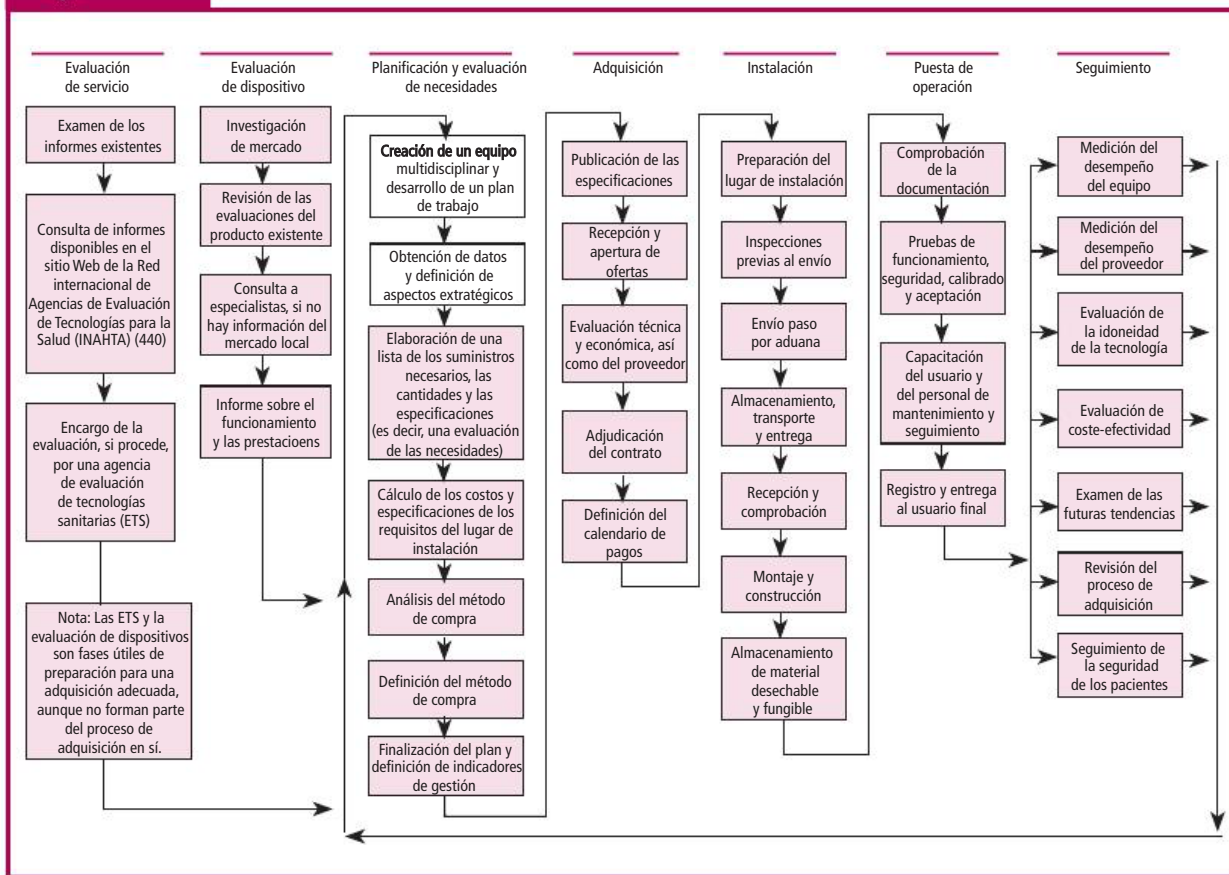 Evaluación
de servicio
Examen de los
informes existentes
Consulta de informes
disponibles en el
sitio Web de la Red
internacional de
Agencias de Evaluación
de Tecnologías para la
Salud (INAHTA) (440)
Encargo de la
evaluación, si procede,
por una agencia
de evaluación
de tecnologías
sanitarias (ETS)
Nota: Las ETS y la
evaluación de dispositivos
son fases útiles de
preparación para una
adquisición adecuada,
aunque no forman parte
del proceso de
adquisición en sí.
Evaluación
de dispositivo
Investigación
de mercado
Revisión de las
evaluaciones del
producto existente
Consulta a
especialistas, si no
hay información del
mercado local
Informe sobre el
funcionamiento
y las prestacioens
Planificación y evaluación
de necesidades
Creación de un equipo
multidisciplinar y
desarrollo de un plan
de trabajo
Obtención de datos
y definición de
aspectos extratégicos
Elaboración de una
lista de los suministros
necesarios, las
cantidades y las
especificaciones
(es decir, una evaluación
de las necesidades)
Cálculo de los costos y
especificaciones de los
requisitos del lugar de
instalación
Análisis del método
de compra
Definición del método
de compra
Finalización del plan y
definición de indicadores
de gestión
Adquisición
Publicación de las
especificaciones
Recepción y
apertura de
ofertas
Evaluación técnica
y económica, así
como del proveedor
Adjudicación
del contrato
Definición del
calendario de
pagos
Instalación
Preparación del
lugar de instalación
Inspecciones
previas al envío
Envío paso
por aduana
Almacenamiento,
transporte
y entrega
Recepción y
comprobación
Montaje y
construcción
Almacenamiento
de material
desechable
y fungible
Puesta de
operación
Comprobación
de la
documentación
Pruebas de
funcionamiento,
seguridad, calibrado
y aceptación
Capacitación
del usuario y
del personal de
mantenimiento y
seguimiento
Registro y entrega
al usuario final
Seguimiento
Medición del
desempeño
del equipo
Medición del
desempeño
del proveedor
Evaluación de
la idoneidad
de la tecnología
Evaluación de
coste-efectividad
Examen de las
futuras tendencias
Revisión del
proceso de
adquisición
Seguimiento de
la seguridad
de los pacientes